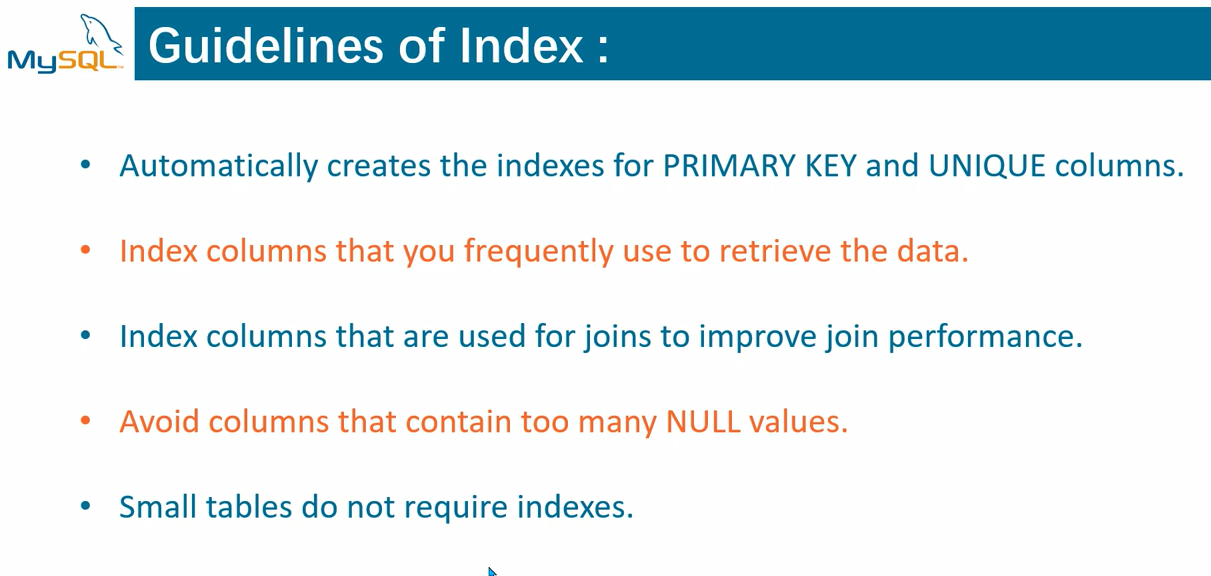 MySQL™
Guidelines of Index :
• Automatically creates the indexes for PRIMARY KEY and UNIQUE columns.
• Index columns that you frequently use to retrieve the data.
• Index columns that are used for joins to improve join performance.
• Avoid columns that contain too many NULL values.
• Small tables do not require indexes.